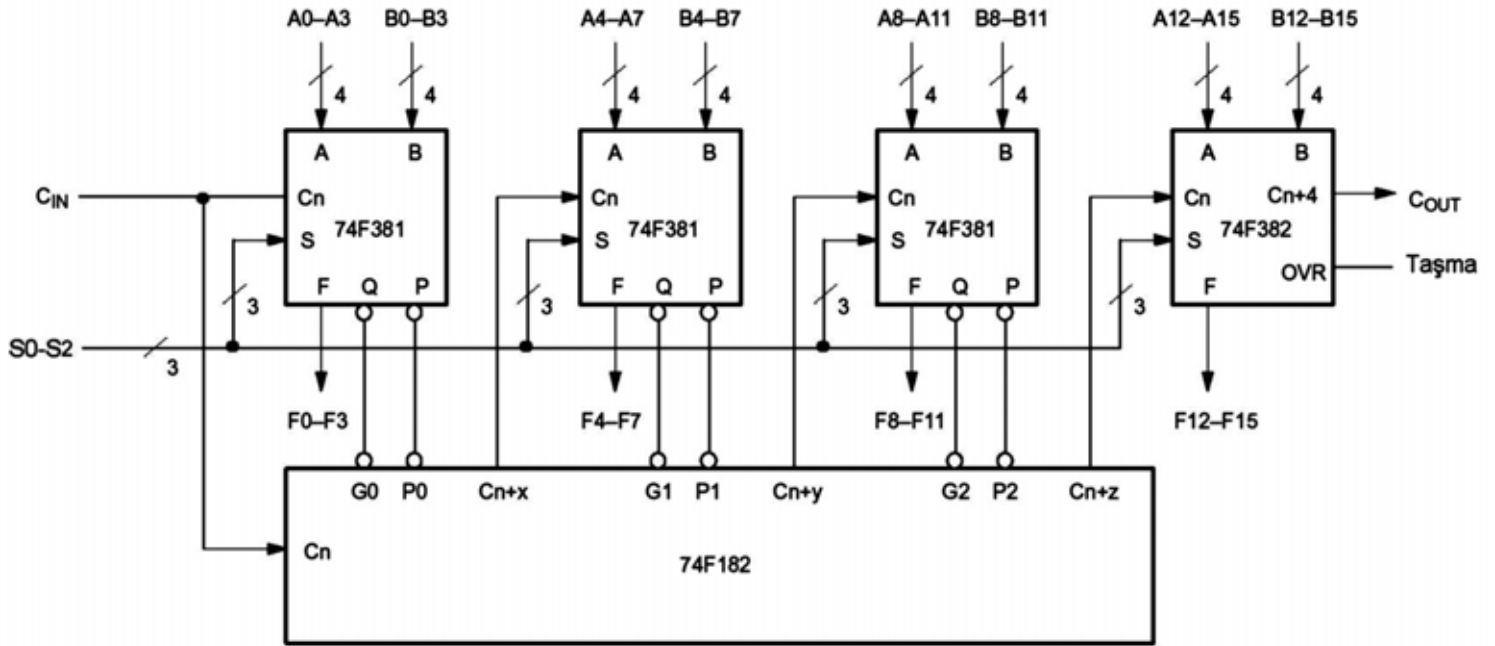 A0–A3 B0–B3 A4–A7 B4–B7 A8–A11 B8–B11 A12–A15 B12–B15
4 4 4 4 4 4 4 4
A B A B A B A B
CIN Cn Cn Cn Cn Cn+4 COUT
74F381 74F381 74F381 74F382
S S S S
F Q P F Q P F Q P F OVR Taşma
3 3 3 3
S0-S2 3
F0–F3 F4–F7 F8–F11 F12–F15
G0 P0 Cn+x G1 P1 Cn+y G2 P2 Cn+z
Cn
74F182